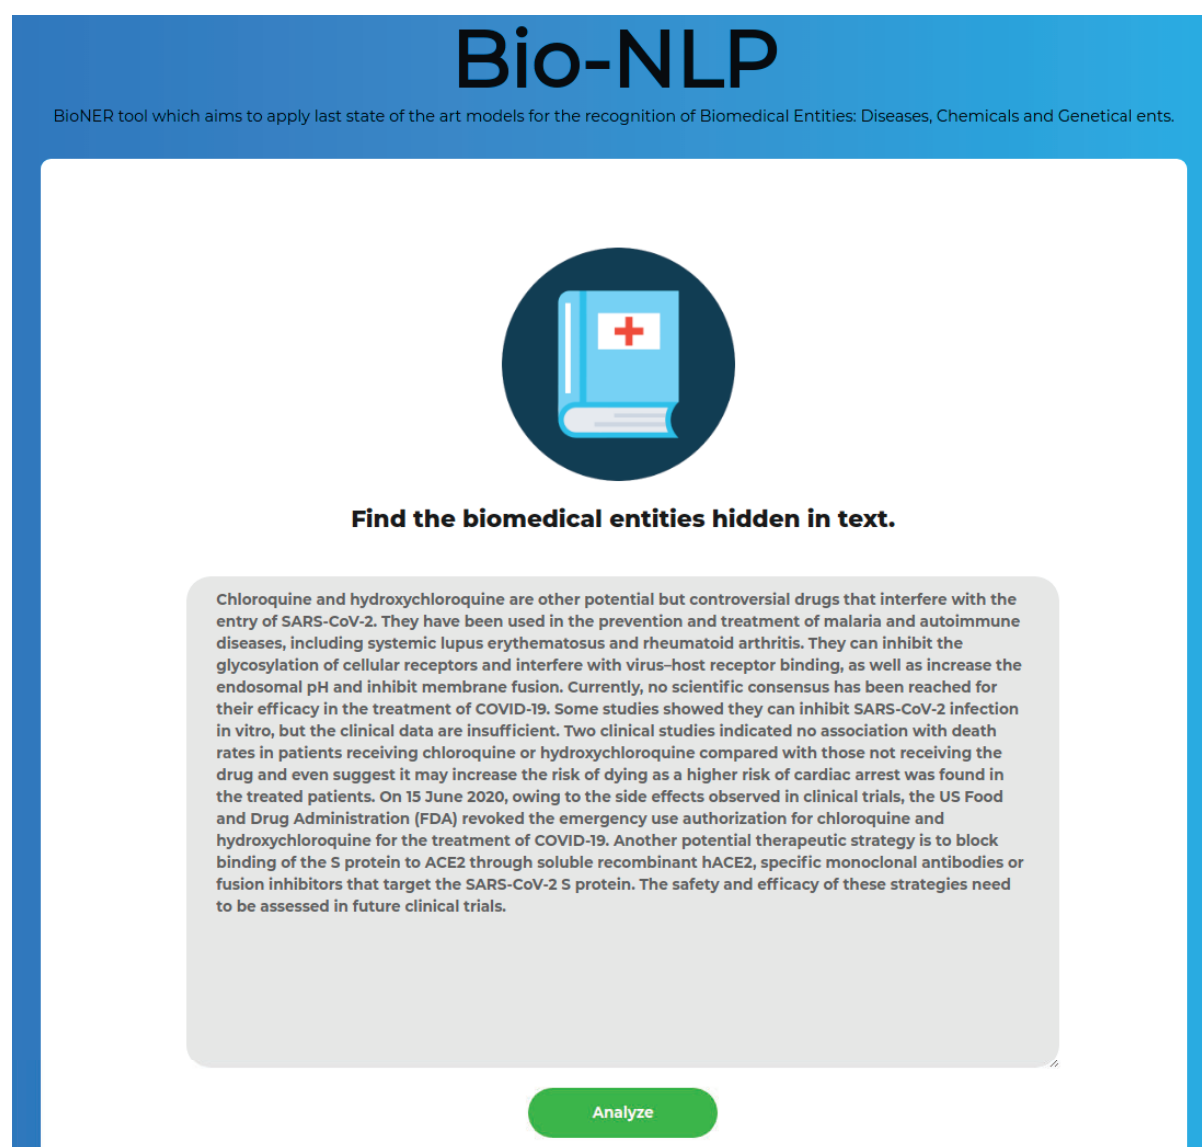 Bio-NLP
BioNER tool which aims to apply last state of the art models for the recognition of Biomedical Entities: Diseases, Chemicals and Genetical ents.
Find the biomedical entities hidden in text.
Chloroquine and hydroxychloroquine are other potential but controversial drugs that interfere with the
entry of SARS-CoV-2. They have been used in the prevention and treatment of malaria and autoimmune
diseases, including systemic lupus erythematosus and rheumatoid arthritis. They can inhibit the
glycosylation of cellular receptors and interfere with virus–host receptor binding, as well as increase the
endosomal pH and inhibit membrane fusion. Currently, no scientific consensus has been reached for
their efficacy in the treatment of COVID-19. Some studies showed they can inhibit SARS-CoV-2 infection
in vitro, but the clinical data are insufficient. Two clinical studies indicated no association with death
rates in patients receiving chloroquine or hydroxychloroquine compared with those not receiving the
drug and even suggest it may increase the risk of dying as a higher risk of cardiac arrest was found in
the treated patients. On 15 June 2020, owing to the side effects observed in clinical trials, the US Food
and Drug Administration (FDA) revoked the emergency use authorization for chloroquine and
hydroxychloroquine for the treatment of COVID-19. Another potential therapeutic strategy is to block
binding of the S protein to ACE2 through soluble recombinant hACE2, specific monoclonal antibodies or
fusion inhibitors that target the SARS-CoV-2 S protein. The safety and efficacy of these strategies need
to be assessed in future clinical trials.
Analyze